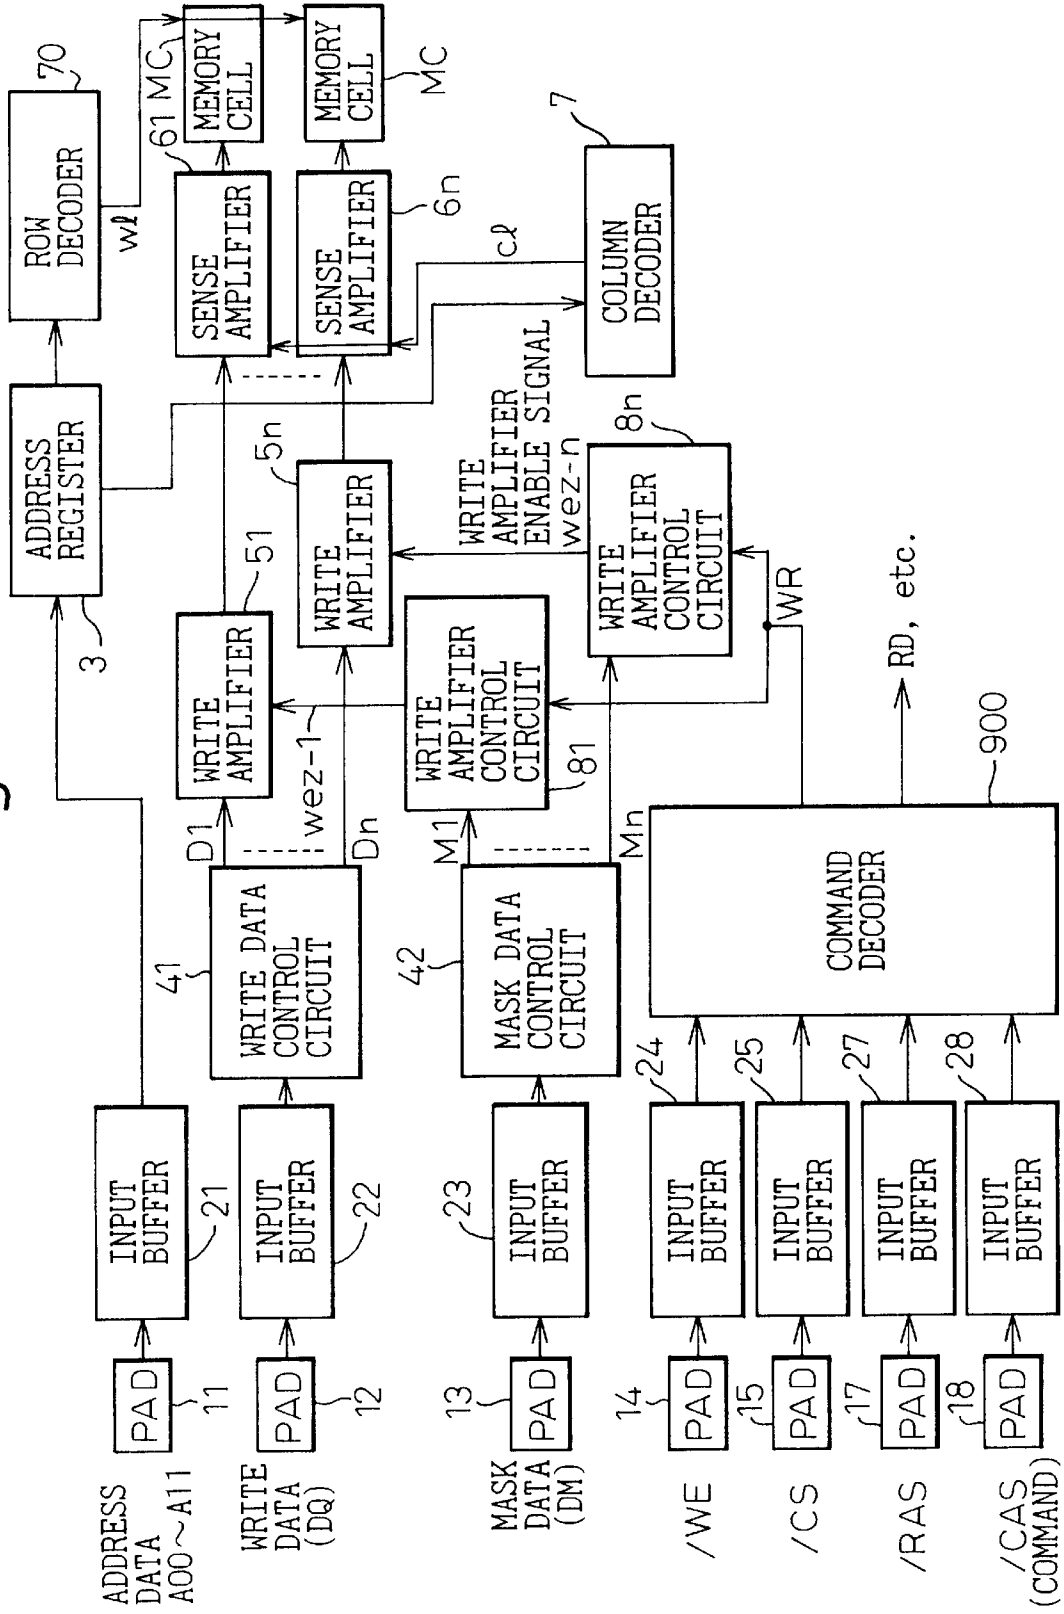 ADDRESS
DATA
A00~A11
PAD
11
INPUT
BUFFER
21
3
ADDRESS
REGISTER
ROW
DECODER
70
wℓ
WRITE
DATA
(DQ)
PAD
12
INPUT
BUFFER
22
41
WRITE DATA
CONTROL
CIRCUIT
D1
Dn
WRITE
AMPLIFIER
51
wez-1
WRITE AMPLIFIER
5n
SENSE
AMPLIFIER
61
SENSE
AMPLIFIER
6n
MC
MEMORY
CELL
MEMORY
CELL
MC
cℓ
COLUMN
DECODER
7
MASK
DATA
(DM)
13
PAD
INPUT
BUFFER
23
42
MASK DATA
CONTROL
CIRCUIT
M1
Mn
WRITE
AMPLIFIER
CONTROL
CIRCUIT
81
WRITE
AMPLIFIER
ENABLE SIGNAL
wez-n
WRITE
AMPLIFIER
CONTROL
CIRCUIT
8n
WR
/WE
14
PAD
INPUT
BUFFER
24
/CS
15
PAD
INPUT
BUFFER
25
/RAS
17
PAD
INPUT
BUFFER
27
/CAS
(COMMAND)
18
PAD
INPUT
BUFFER
28
COMMAND
DECODER
900
RD, etc.